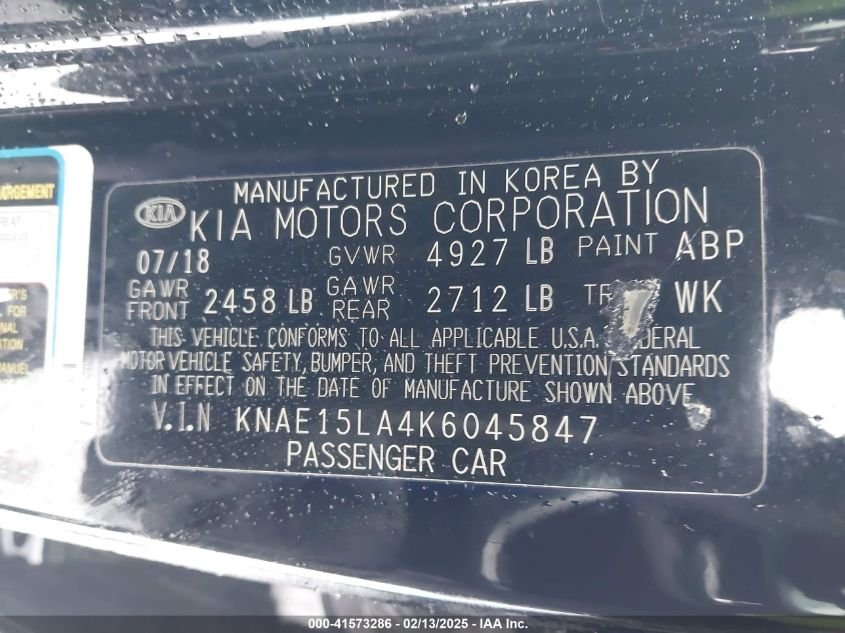 MANUFACTURED IN KOREA BY
KIA KIA MOTORS CORPORATION
07/18 GVWR 4927 LB PAINT ABP
GAWR FRONT 2458 LB GAWR REAR 2712 LB WK
THIS VEHICLE CONFORMS TO ALL APPLICABLE U.S.A.
MOTOR VEHICLE SAFETY, BUMPER, AND THEFT PREVENTION STANDARDS
IN EFFECT ON THE DATE OF MANUFACTURE SHOWN ABOVE
V.I.N KNAE15LA4K6045847
PASSENGER CAR
FOR
MANUEL
000-41573286 - 02/13/2025 - IAA Inc.